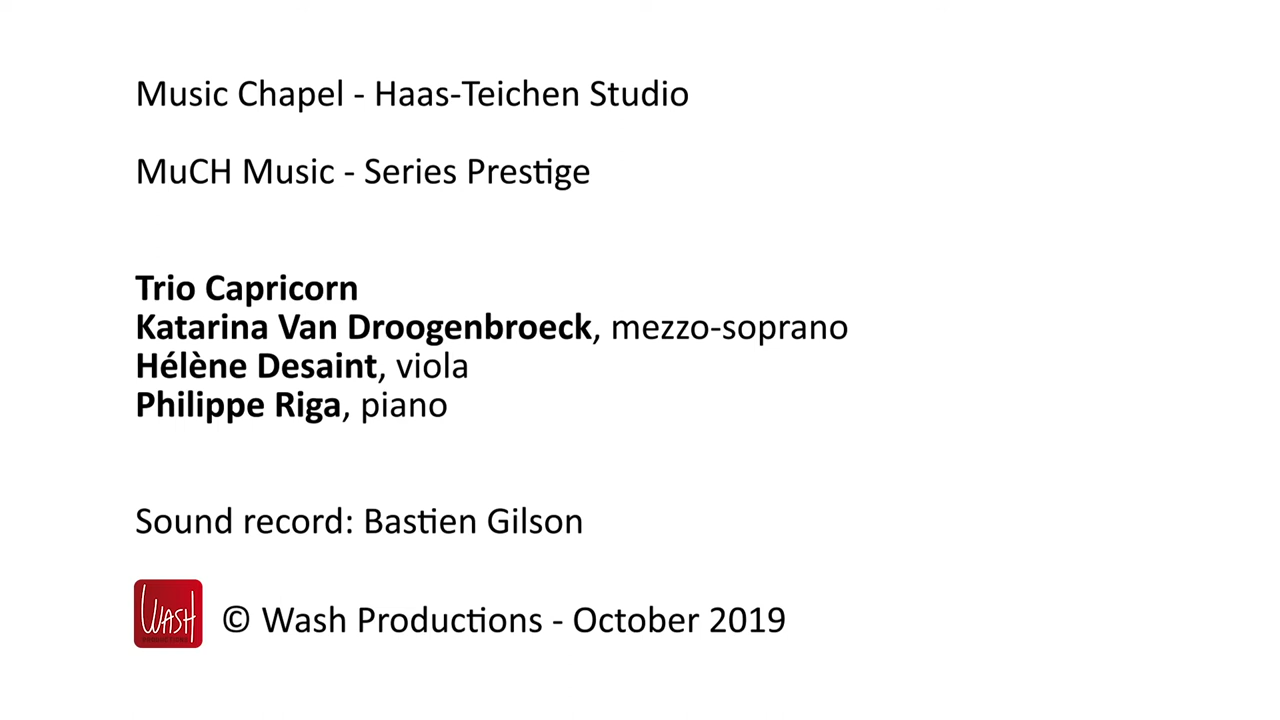 Music Chapel - Haas-Teichen Studio
MuCH Music - Series Prestige
Trio Capricorn
Katarina Van Droogenbroeck, mezzo-soprano
Hélène Desaint, viola
Philippe Riga, piano
Sound record: Bastien Gilson
WASH
PRODUCTIONS
© Wash Productions - October 2019